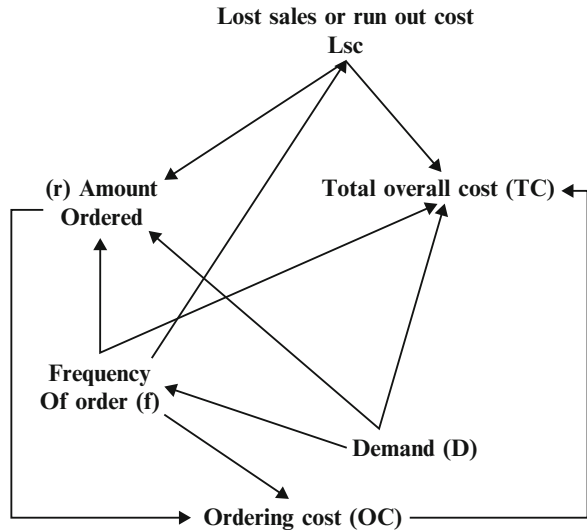 Lost sales or run out cost
Lsc
(r) Amount
Ordered
Total overall cost (TC)
Frequency
Of order (f)
Demand (D)
Ordering cost (OC)